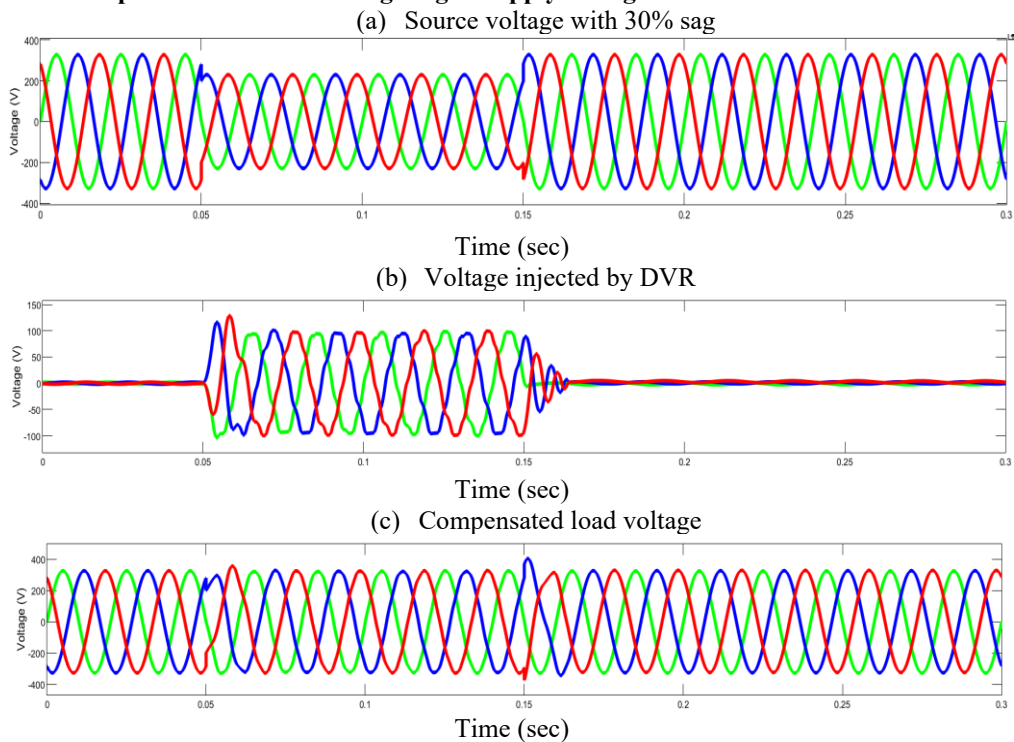 (a) Source voltage with 30% sag
400
200
0
-200
-400
Voltage (V)
0 0.05 0.1 0.15 0.2 0.25 0.3
Time (sec)
(b) Voltage injected by DVR
150
100
50
0
-50
-100
Voltage (V)
0 0.05 0.1 0.15 0.2 0.25 0.3
Time (sec)
(c) Compensated load voltage
400
200
0
-200
-400
Voltage (V)
0 0.05 0.1 0.15 0.2 0.25 0.3
Time (sec)